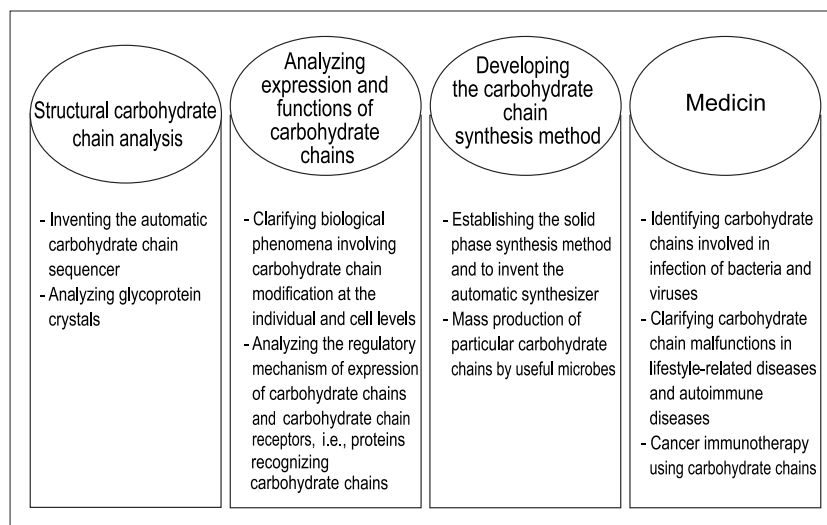 Structural carbohydrate
chain analysis
- Inventing the automatic
carbohydrate chain
sequencer
- Analyzing glycoprotein
crystals
Analyzing
expression and
functions of
carbohydrate
chains
- Clarifying biological
phenomena involving
carbohydrate chain
modification at the
individual and cell levels
- Analyzing the regulatory
mechanism of expression
of carbohydrate chains
and carbohydrate chain
receptors, i.e., proteins
recognizing
carbohydrate chains
Developing
the carbohydrate
chain
synthesis method
- Establishing the solid
phase synthesis method
and to invent the
automatic synthesizer
- Mass production of
particular carbohydrate
chains by useful microbes
Medicin
- Identifying carbohydrate
chains involved in
infection of bacteria and
viruses
- Clarifying carbohydrate
chain malfunctions in
lifestyle-related diseases
and autoimmune
diseases
- Cancer immunotherapy
using carbohydrate chains